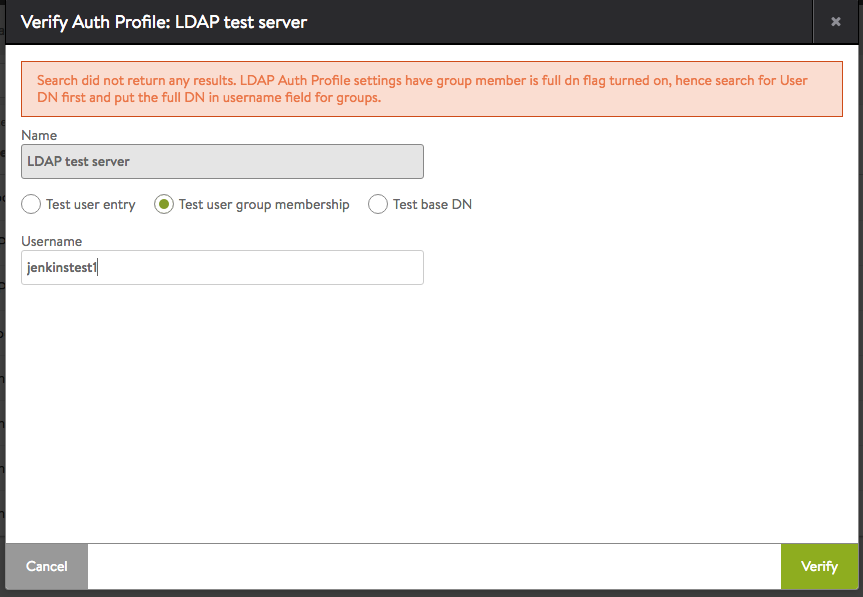 Verify Auth Profile: LDAP test server
Search did not return any results. LDAP Auth Profile settings have group member is full dn flag turned on, hence search for User
DN first and put the full DN in username field for groups.
Name
LDAP test server
Test user entry Test user group membership Test base DN
Username
jenkinstest1
Cancel Verify